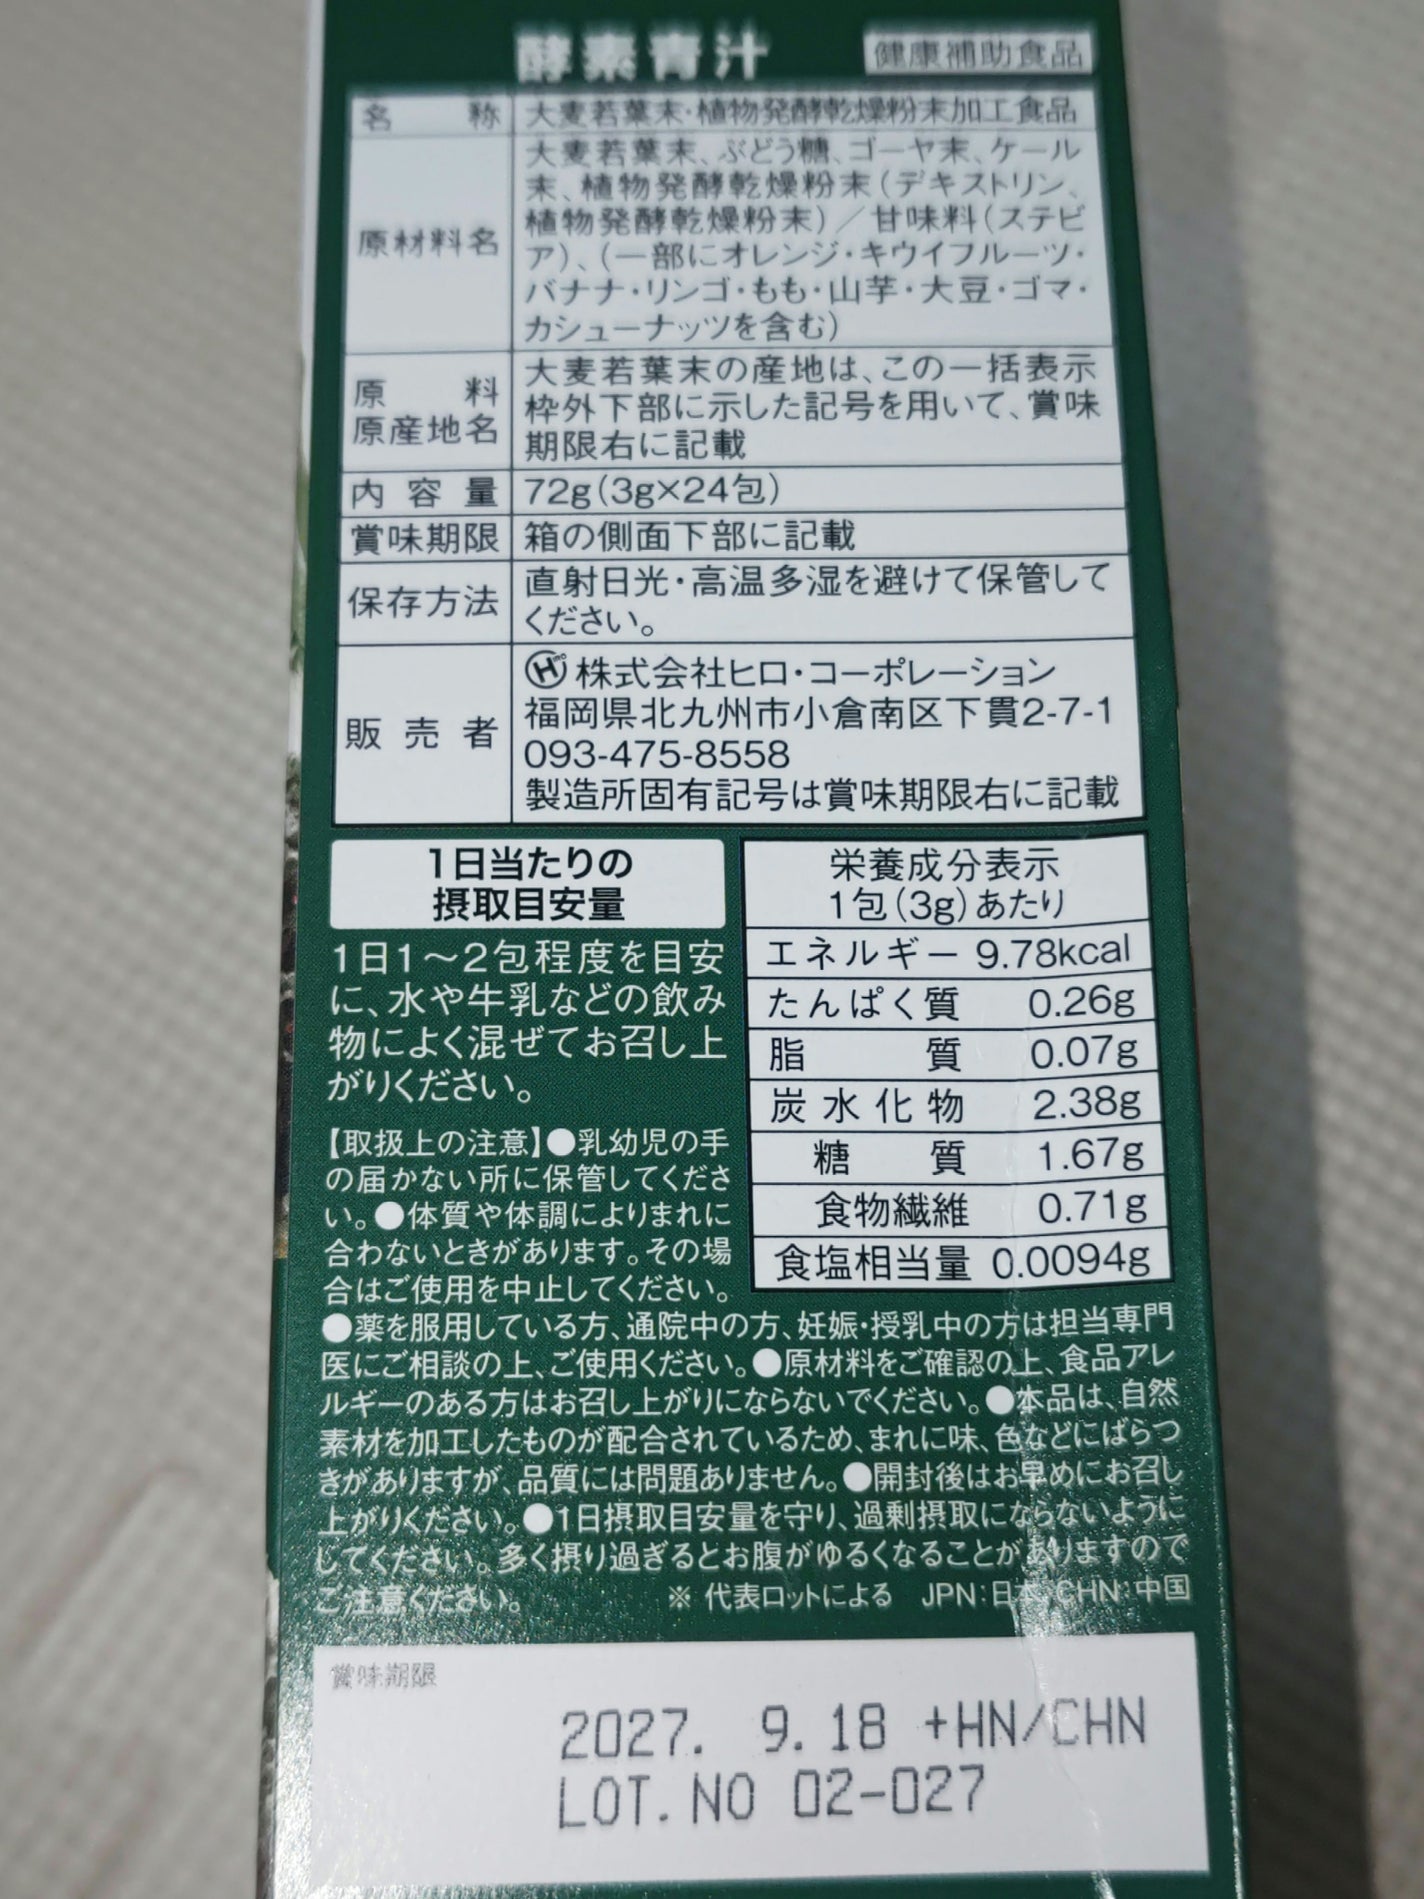 酵素青汁
健康補助食品
名称 大麦若葉末・植物発酵乾燥粉末加工食品
原材料名 大麦若葉末、ぶどう糖、ゴーヤ末、ケール
末、植物発酵乾燥粉末(デキストリン、
植物発酵乾燥粉末)/甘味料(ステビ
ア)、(一部にオレンジ・キウイフルーツ・
バナナ・リンゴ・もも・山芋・大豆・ゴマ・
カシューナッツを含む)
原料原産地名 大麦若葉末の産地は、この一括表示
枠外下部に示した記号を用いて、賞味
期限右に記載
内容量 72g(3g×24包)
賞味期限 箱の側面下部に記載
保存方法 直射日光・高温多湿を避けて保管して
ください。
販売者 株式会社ヒロ・コーポレーション
福岡県北九州市小倉南区下貫2-7-1
093-475-8558
製造所固有記号は賞味期限右に記載
1日当たりの
摂取目安量
1日1〜2包程度を目安
に、水や牛乳などの飲み
物によく混ぜてお召し上
がりください。
栄養成分表示
1包(3g)あたり
エネルギー 9.78kcal
たんぱく質 0.26g
脂質 0.07g
炭水化物 2.38g
糖質 1.67g
食物繊維 0.71g
食塩相当量 0.0094g
【取扱上の注意】●乳幼児の手
の届かない所に保管してくださ
い。●体質や体調によりまれに
合わないときがあります。その場
合はご使用を中止してください。
●薬を服用している方、通院中の方、妊娠・授乳中の方は担当専門
医にご相談の上、ご使用ください。●原材料をご確認の上、食品アレ
ルギーのある方はお召し上がりにならないでください。●本品は、自然
素材を加工したものが配合されているため、まれに味、色などにばらつ
きがありますが、品質には問題ありません。●開封後はお早めにお召し
上がりください。●1日摂取目安量を守り、過剰摂取にならないように
してください。多く摂り過ぎるとお腹がゆるくなることがありますので
ご注意ください。
※ 代表ロットによる JPN:日本 CHN:中国
賞味期限
2027. 9.18 +HN/CHN
LOT.NO 02-027